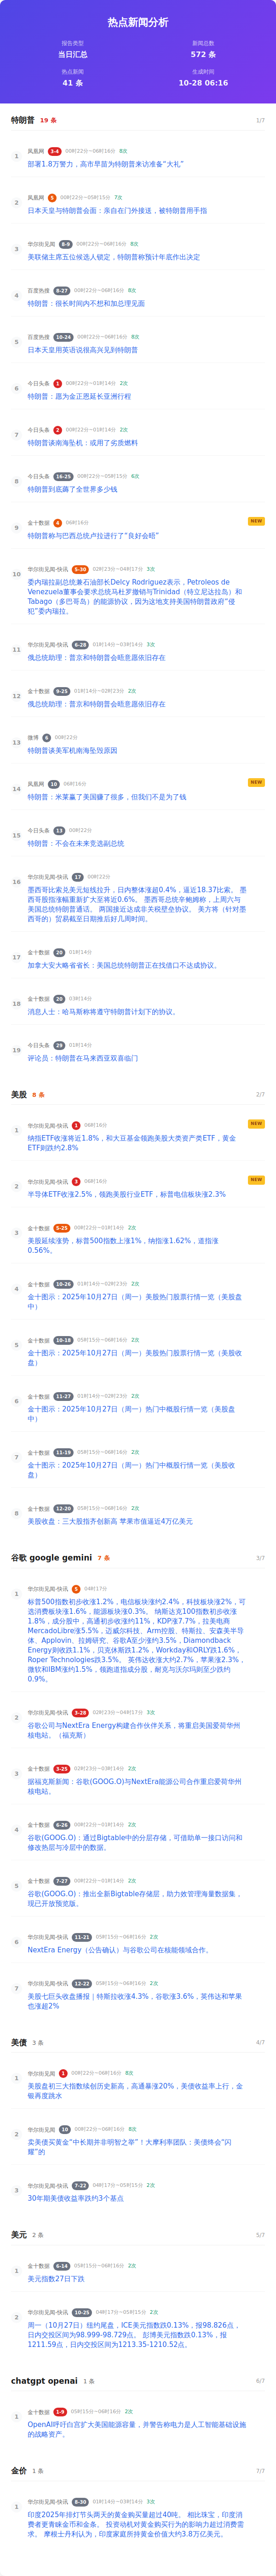 热点新闻分析
报告类型
新闻总数
当日汇总
572 条
热点新闻
生成时间
41 条
10-28 06:16
特朗普 19 条 1/7
1 凤凰网 3-4 00时22分~06时16分 8次
部署1.8万警力，高市早苗为特朗普来访准备“大礼”
2 凤凰网 5 00时22分~05时15分 7次
日本天皇与特朗普会面：亲自在门外接送，被特朗普用手指
3 华尔街见闻 8-9 00时22分~06时16分 8次
美联储主席五位候选人锁定，特朗普称预计年底作出决定
4 百度热搜 8-27 00时22分~06时16分 8次
特朗普：很长时间内不想和加总理见面
5 百度热搜 10-24 00时22分~06时16分 8次
日本天皇用英语说很高兴见到特朗普
6 今日头条 1 00时22分~01时14分 2次
特朗普：愿为金正恩延长亚洲行程
7 今日头条 2 00时22分~01时14分 2次
特朗普谈南海坠机：或用了劣质燃料
8 今日头条 16-25 00时22分~05时15分 6次
特朗普到底薅了全世界多少钱
9 金十数据 4 06时16分 NEW
特朗普称与巴西总统卢拉进行了“良好会晤”
10 华尔街见闻-快讯 5-30 02时23分~04时17分 3次
委内瑞拉副总统兼石油部长Delcy Rodriguez表示，Petroleos de
Venezuela董事会要求总统马杜罗撤销与Trinidad（特立尼达拉岛）和
Tabago（多巴哥岛）的能源协议，因为这地方支持美国特朗普政府“侵
犯”委内瑞拉。
11 华尔街见闻-快讯 6-28 01时14分~03时14分 3次
俄总统助理：普京和特朗普会晤意愿依旧存在
12 金十数据 9-25 01时14分~02时23分 2次
俄总统助理：普京和特朗普会晤意愿依旧存在
13 微博 6 00时22分
特朗普谈美军机南海坠毁原因
14 凤凰网 10 06时16分 NEW
特朗普：米莱赢了美国赚了很多，但我们不是为了钱
15 今日头条 13 00时22分
特朗普：不会在未来竞选副总统
16 华尔街见闻-快讯 17 00时22分
墨西哥比索兑美元短线拉升，日内整体涨超0.4%，逼近18.37比索。 墨
西哥股指涨幅重新扩大至将近0.6%。 墨西哥总统辛鲍姆称，上周六与
美国总统特朗普通话。 两国接近达成非关税壁垒协议。 美方将（针对墨
西哥的）贸易截至日期推后好几周时间。
17 金十数据 20 01时14分
加拿大安大略省省长：美国总统特朗普正在找借口不达成协议。
18 金十数据 20 03时14分
消息人士：哈马斯称将遵守特朗普计划下的协议。
19 今日头条 29 01时14分
评论员：特朗普在马来西亚双喜临门
美股 8 条 2/7
1 华尔街见闻-快讯 1 06时16分 NEW
纳指ETF收涨将近1.8%，和大豆基金领跑美股大类资产类ETF，黄金
ETF则跌约2.8%
2 华尔街见闻-快讯 3 06时16分 NEW
半导体ETF收涨2.5%，领跑美股行业ETF，标普电信板块涨2.3%
3 金十数据 5-21 00时22分~01时14分 2次
美股延续涨势，标普500指数上涨1%，纳指涨1.62%，道指涨
0.56%。
4 金十数据 10-26 01时14分~02时23分 2次
金十图示：2025年10月27日（周一）美股热门股票行情一览（美股盘
中）
5 金十数据 10-18 05时15分~06时16分 2次
金十图示：2025年10月27日（周一）美股热门股票行情一览（美股收
盘）
6 金十数据 11-27 01时14分~02时23分 2次
金十图示：2025年10月27日（周一）热门中概股行情一览（美股盘
中）
7 金十数据 11-19 05时15分~06时16分 2次
金十图示：2025年10月27日（周一）热门中概股行情一览（美股收
盘）
8 金十数据 12-20 05时15分~06时16分 2次
美股收盘：三大股指齐创新高 苹果市值逼近4万亿美元
谷歌 google gemini 7 条 3/7
1 华尔街见闻-快讯 5 04时17分
标普500指数初步收涨1.2%，电信板块涨约2.4%，科技板块涨2%，可
选消费板块涨1.6%，能源板块涨0.3%。 纳斯达克100指数初步收涨
1.8%，成分股中，高通初步收涨约11%，KDP涨7.7%，拉美电商
MercadoLibre涨5.5%，迈威尔科技、Arm控股、特斯拉、安森美半导
体、Applovin、拉姆研究、谷歌A至少涨约3.5%，Diamondback
Energy则收跌1.1%，贝克休斯跌1.2%，Workday和ORLY跌1.6%，
Roper Technologies跌3.5%。 英伟达收涨大约2.7%，苹果涨2.3%，
微软和IBM涨约1.5%，领跑道指成分股，耐克与沃尔玛则至少跌约
0.9%。
2 华尔街见闻-快讯 3-28 02时23分~04时17分 3次
谷歌公司与NextEra Energy构建合作伙伴关系，将重启美国爱荷华州
核电站。（福克斯）
3 金十数据 3-25 02时23分~03时14分 2次
据福克斯新闻：谷歌(GOOG.O)与NextEra能源公司合作重启爱荷华州
核电站。
4 金十数据 6-26 00时22分~01时14分 2次
谷歌(GOOG.O)：通过Bigtable中的分层存储，可借助单一接口访问和
修改热层与冷层中的数据。
5 金十数据 7-27 00时22分~01时14分 2次
谷歌(GOOG.O)：推出全新Bigtable存储层，助力效管理海量数据集，
现已开放预览版。
6 华尔街见闻-快讯 11-21 05时15分~06时16分 2次
NextEra Energy（公告确认）与谷歌公司在核能领域合作。
7 华尔街见闻-快讯 12-22 05时15分~06时16分 2次
美股七巨头收盘播报｜特斯拉收涨4.3%，谷歌涨3.6%，英伟达和苹果
也涨超2%
美债 3 条 4/7
1 华尔街见闻 1 00时22分~06时16分 8次
美股盘初三大指数续创历史新高，高通暴涨20%，美债收益率上行，金
银再度跳水
2 华尔街见闻 10 00时22分~06时16分 8次
卖美债买黄金“中长期并非明智之举”！大摩利率团队：美债终会“闪
耀”的
3 华尔街见闻-快讯 7-22 04时17分~05时15分 2次
30年期美债收益率跌约3个基点
美元 2 条 5/7
1 金十数据 6-14 05时15分~06时16分 2次
美元指数27日下跌
2 华尔街见闻-快讯 10-25 04时17分~05时15分 2次
周一（10月27日）纽约尾盘，ICE美元指数跌0.13%，报98.826点，
日内交投区间为98.999-98.729点。 彭博美元指数跌0.13%，报
1211.59点，日内交投区间为1213.35-1210.52点。
chatgpt openai 1 条 6/7
1 金十数据 1-9 05时15分~06时16分 2次
OpenAI呼吁白宫扩大美国能源容量，并警告称电力是人工智能基础设施
的战略资产。
金价 1 条 7/7
1 华尔街见闻-快讯 8-30 01时14分~03时14分 3次
印度2025年排灯节头两天的黄金购买量超过40吨。 相比珠宝，印度消
费者更青睐金币和金条。 投资动机对黄金购买行为的影响力超过消费需
求。 摩根士丹利认为，印度家庭所持黄金价值大约3.8万亿美元。